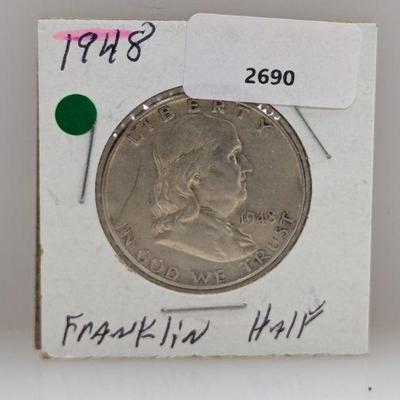 1948
2690
LIBERTY
1948
IN GOD WE TRUST
FRANKLIN HALF